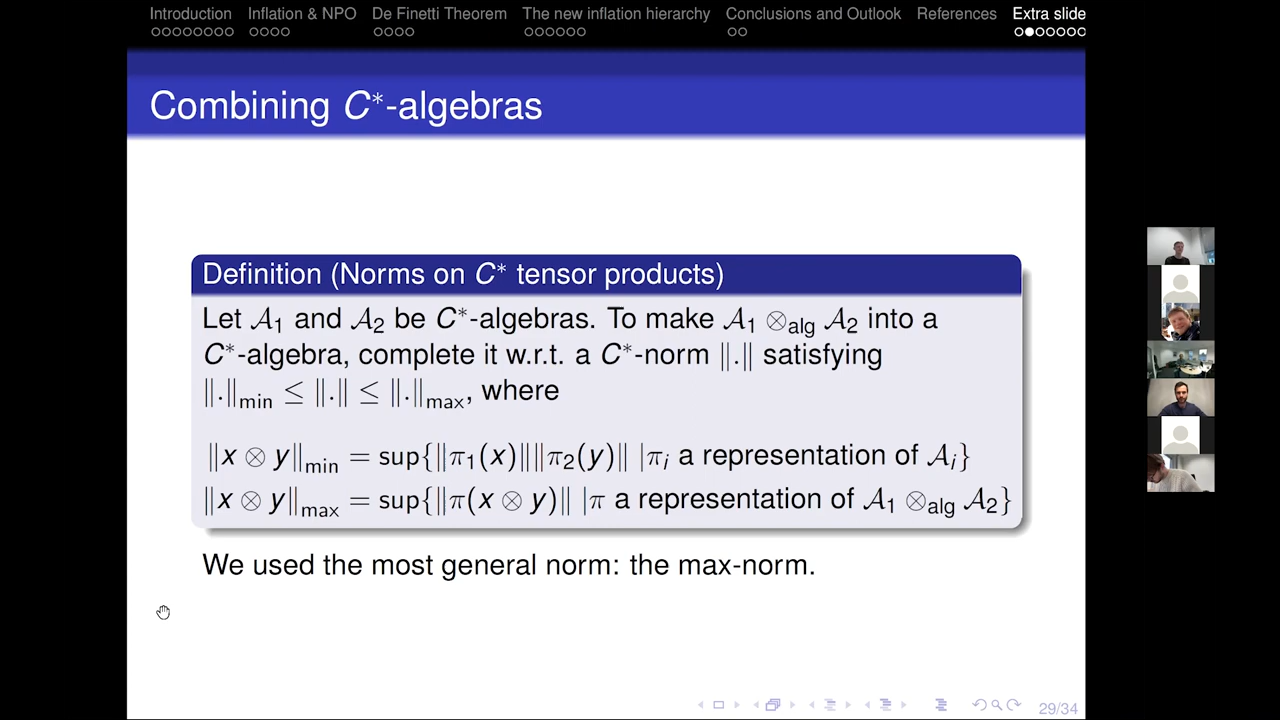 Introduction Inflation & NPO De Finetti Theorem The new inflation hierarchy Conclusions and Outlook References Extra slide
Combining C*-algebras
Definition (Norms on C* tensor products)
Let 𝒜₁ and 𝒜₂ be C*-algebras. To make 𝒜₁ ⊗alg 𝒜₂ into a
C*-algebra, complete it w.r.t. a C*-norm ‖.‖ satisfying
‖.‖min ≤ ‖.‖ ≤ ‖.‖max, where
‖x ⊗ y‖min = sup{‖π₁(x)‖‖π₂(y)‖ |πᵢ a representation of 𝒜ᵢ}
‖x ⊗ y‖max = sup{‖π(x ⊗ y)‖ |π a representation of 𝒜₁ ⊗alg 𝒜₂}
We used the most general norm: the max-norm.
29/34